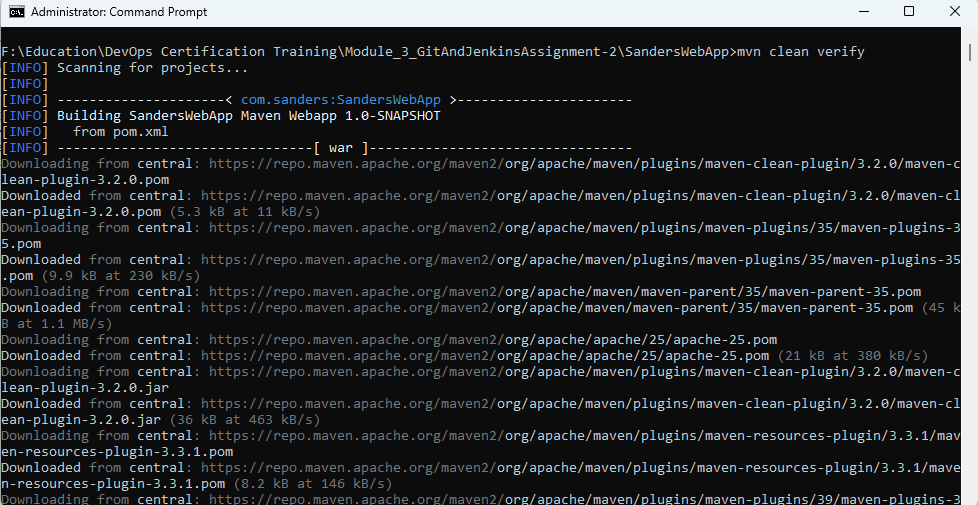 Administrator: Command Prompt
F:\Education\DevOps Certification Training\Module_3_GitAndJenkinsAssignment-2\SandersWebApp>mvn clean verify
[INFO] Scanning for projects...
[INFO]
[INFO] ---------------------< com.sanders:SandersWebApp >----------------------
[INFO] Building SandersWebApp Maven Webapp 1.0-SNAPSHOT
[INFO]   from pom.xml
[INFO] --------------------------------[ war ]---------------------------------
Downloading from central: https://repo.maven.apache.org/maven2/org/apache/maven/plugins/maven-clean-plugin/3.2.0/maven-c
lean-plugin-3.2.0.pom
Downloaded from central: https://repo.maven.apache.org/maven2/org/apache/maven/plugins/maven-clean-plugin/3.2.0/maven-cl
ean-plugin-3.2.0.pom (5.3 kB at 11 kB/s)
Downloading from central: https://repo.maven.apache.org/maven2/org/apache/maven/plugins/maven-plugins/35/maven-plugins-3
5.pom
Downloaded from central: https://repo.maven.apache.org/maven2/org/apache/maven/plugins/maven-plugins/35/maven-plugins-35
.pom (9.9 kB at 230 kB/s)
Downloading from central: https://repo.maven.apache.org/maven2/org/apache/maven/maven-parent/35/maven-parent-35.pom
Downloaded from central: https://repo.maven.apache.org/maven2/org/apache/maven/maven-parent/35/maven-parent-35.pom (45 k
B at 1.1 MB/s)
Downloading from central: https://repo.maven.apache.org/maven2/org/apache/apache/25/apache-25.pom
Downloaded from central: https://repo.maven.apache.org/maven2/org/apache/apache/25/apache-25.pom (21 kB at 380 kB/s)
Downloading from central: https://repo.maven.apache.org/maven2/org/apache/maven/plugins/maven-clean-plugin/3.2.0/maven-c
lean-plugin-3.2.0.jar
Downloaded from central: https://repo.maven.apache.org/maven2/org/apache/maven/plugins/maven-clean-plugin/3.2.0/maven-cl
ean-plugin-3.2.0.jar (36 kB at 463 kB/s)
Downloading from central: https://repo.maven.apache.org/maven2/org/apache/maven/plugins/maven-resources-plugin/3.3.1/mav
en-resources-plugin-3.3.1.pom
Downloaded from central: https://repo.maven.apache.org/maven2/org/apache/maven/plugins/maven-resources-plugin/3.3.1/mave
n-resources-plugin-3.3.1.pom (8.2 kB at 146 kB/s)
Downloading from central: https://repo.maven.apache.org/maven2/org/apache/maven/plugins/maven-plugins/39/maven-plugins-3